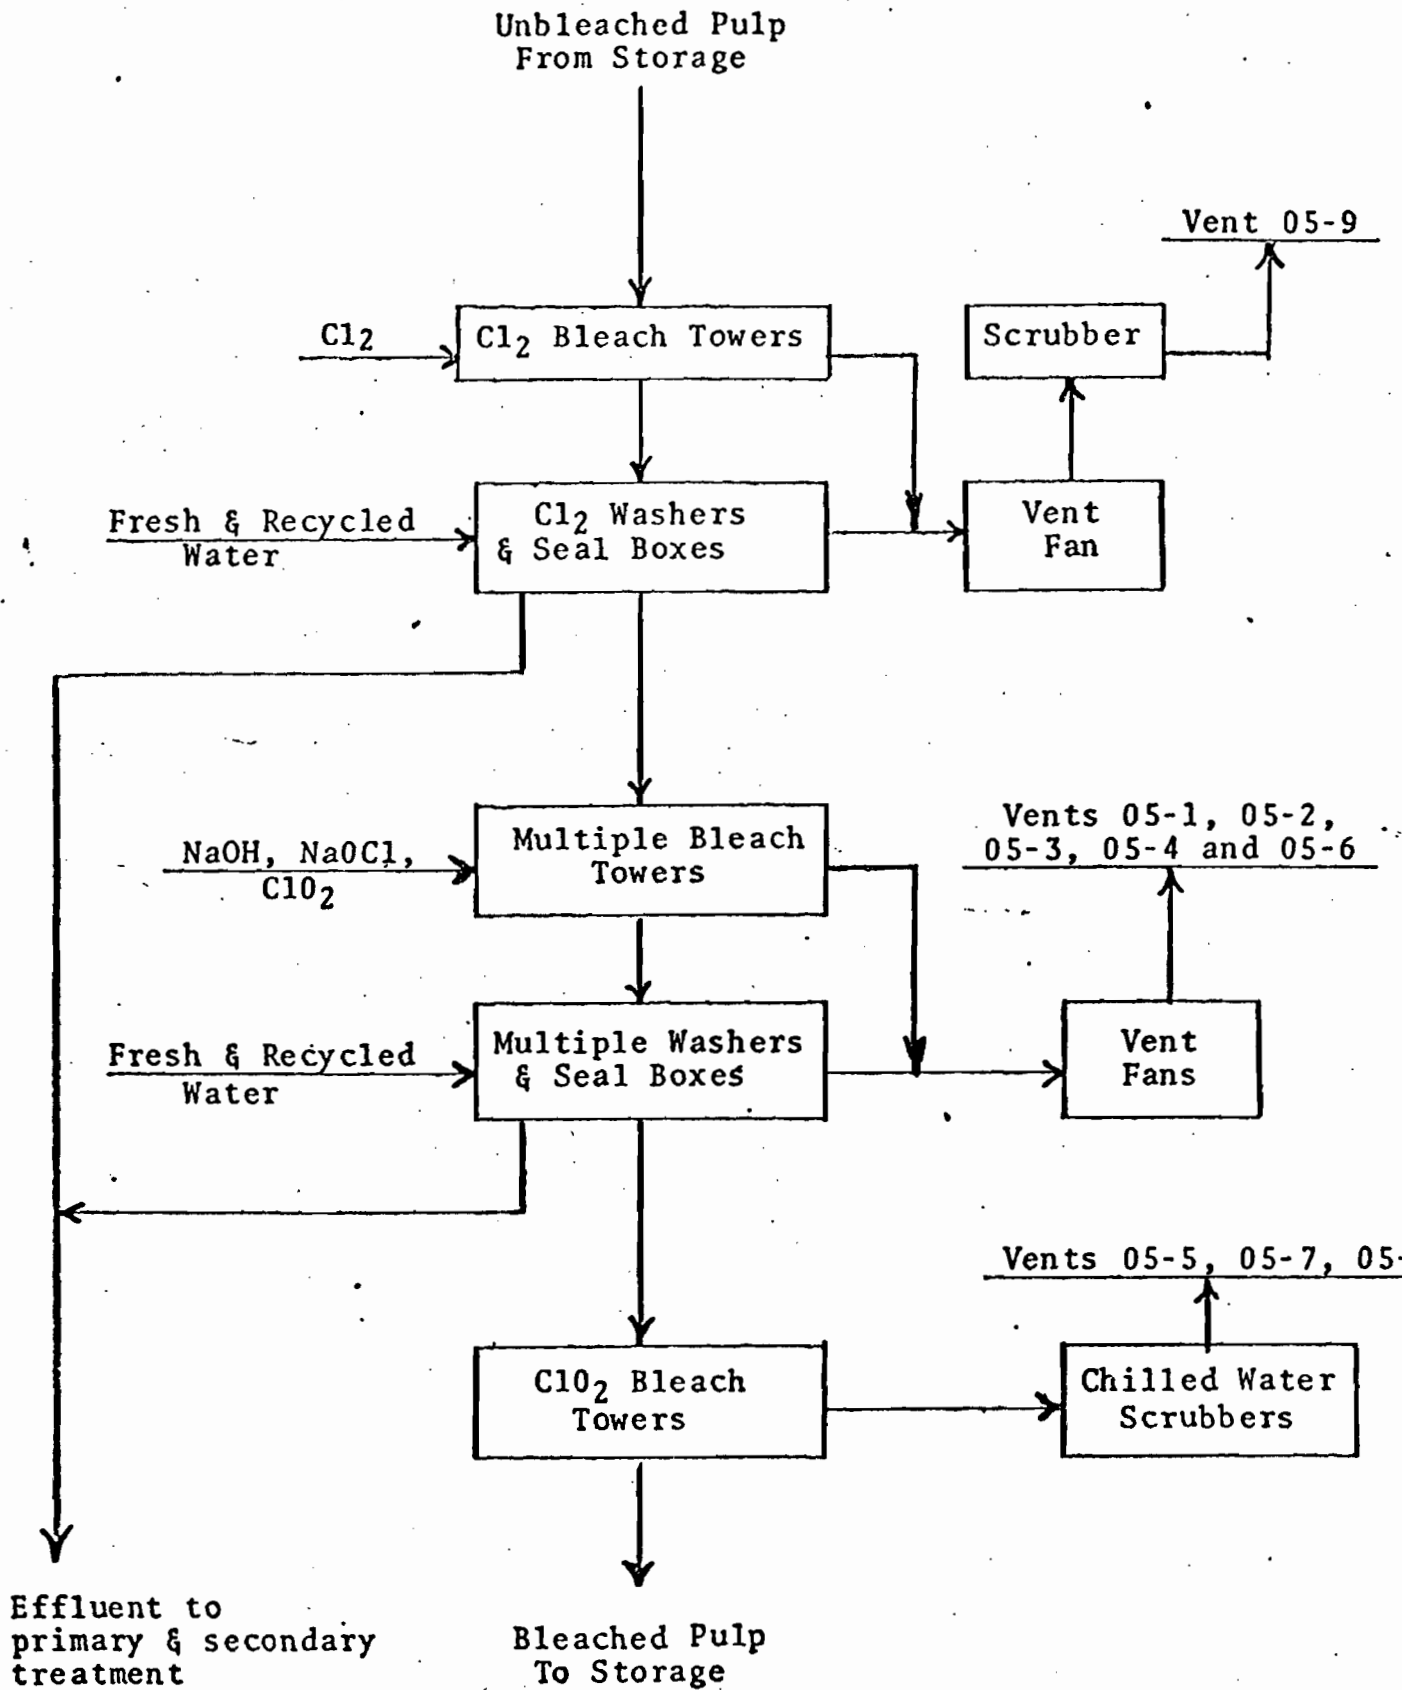 Unbleached Pulp
From Storage
Vent 05-9
Cl2
Cl2 Bleach Towers
Scrubber
Fresh & Recycled
Water
Cl2 Washers
& Seal Boxes
Vent
Fan
NaOH, NaOCl,
ClO2
Multiple Bleach
Towers
Vents 05-1, 05-2,
05-3, 05-4 and 05-6
Fresh & Recycled
Water
Multiple Washers
& Seal Boxes
Vent
Fans
Vents 05-5, 05-7, 05-
ClO2 Bleach
Towers
Chilled Water
Scrubbers
Effluent to
primary & secondary
treatment
Bleached Pulp
To Storage